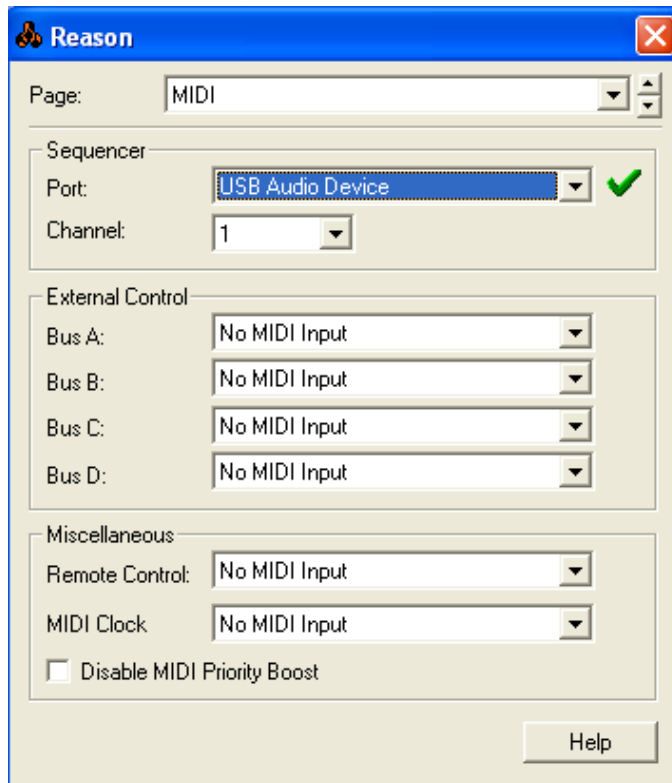 Reason
Page: MIDI
Sequencer
Port: USB Audio Device
Channel: 1
External Control
Bus A: No MIDI Input
Bus B: No MIDI Input
Bus C: No MIDI Input
Bus D: No MIDI Input
Miscellaneous
Remote Control: No MIDI Input
MIDI Clock No MIDI Input
Disable MIDI Priority Boost
Help